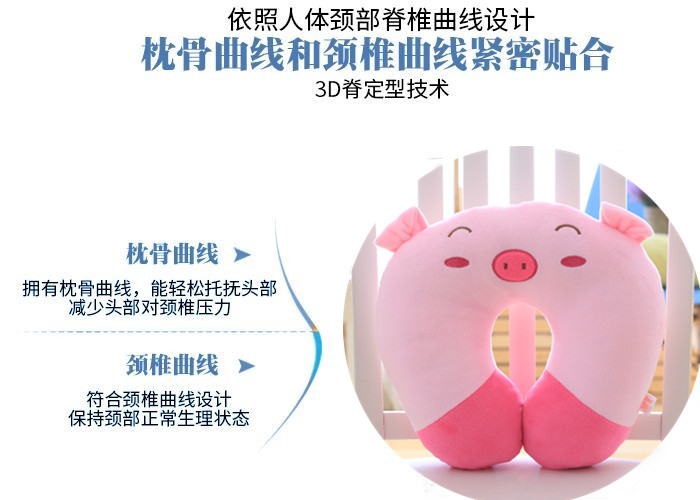 依照人体颈部脊椎曲线设计
枕骨曲线和颈椎曲线紧密贴合
3D脊定型技术
枕骨曲线
拥有枕骨曲线，能轻松托抚头部
减少头部对颈椎压力
颈椎曲线
符合颈椎曲线设计
保持颈部正常生理状态